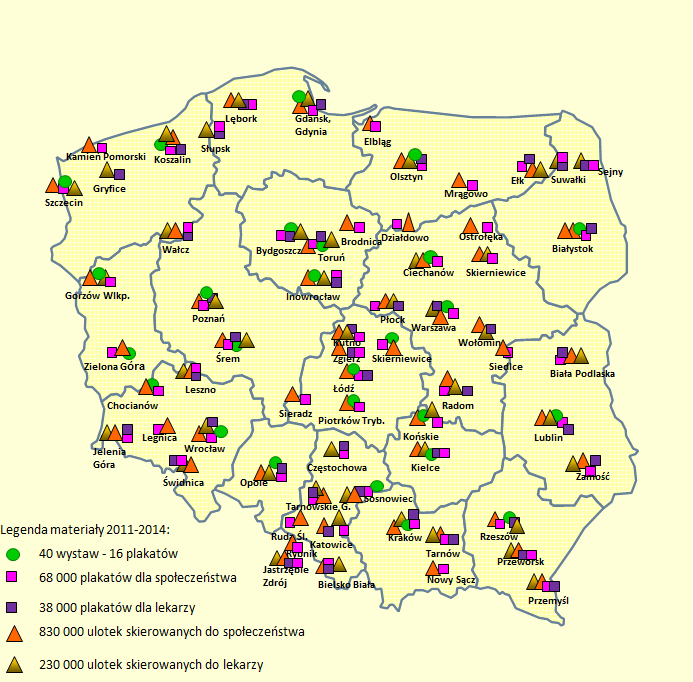 Lębork
Gdańsk,
Gdynia
Słupsk
Koszalin
Kamien Pomorski
Gryfice
Szczecin
Elbląg
Olsztyn
Mrągowo
Ełk
Suwałki
Sejny
Wałcz
Bydgoszcz
Toruń
Brodnica
Działdowo
Ostrołęka
Białystok
Ciechanów
Skierniewice
Gorzów Wlkp.
Inowrocław
Poznań
Płock
Warszawa
Wołomin
Kutno
Zgierz
Skierniewice
Siedlce
Zielona Góra
Śrem
Łódź
Biała Podlaska
Leszno
Chocianów
Sieradz
Piotrków Tryb.
Radom
Końskie
Lublin
Jelenia
Góra
Legnica
Wrocław
Częstochowa
Kielce
Świdnica
Opole
Zamość
Sosnowiec
Tarnowskie G.
Ruda Śl.
Katowice
Kraków
Rzeszów
Rybnik
Tarnów
Przeworsk
Jastrzębie
Zdrój
Bielsko Biała
Nowy Sącz
Przemyśl
Legenda materiały 2011-2014:
40 wystaw - 16 plakatów
68 000 plakatów dla społeczeństwa
38 000 plakatów dla lekarzy
830 000 ulotek skierowanych do społeczeństwa
230 000 ulotek skierowanych do lekarzy